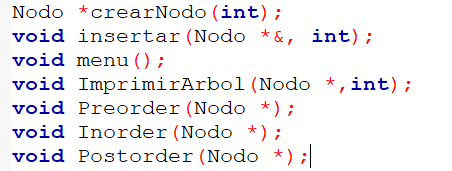 Nodo *crearNodo(int);
void insertar(Nodo *&, int);
void menu();
void ImprimirArbol(Nodo *,int);
void Preorder(Nodo *);
void Inorder(Nodo *);
void Postorder(Nodo *);